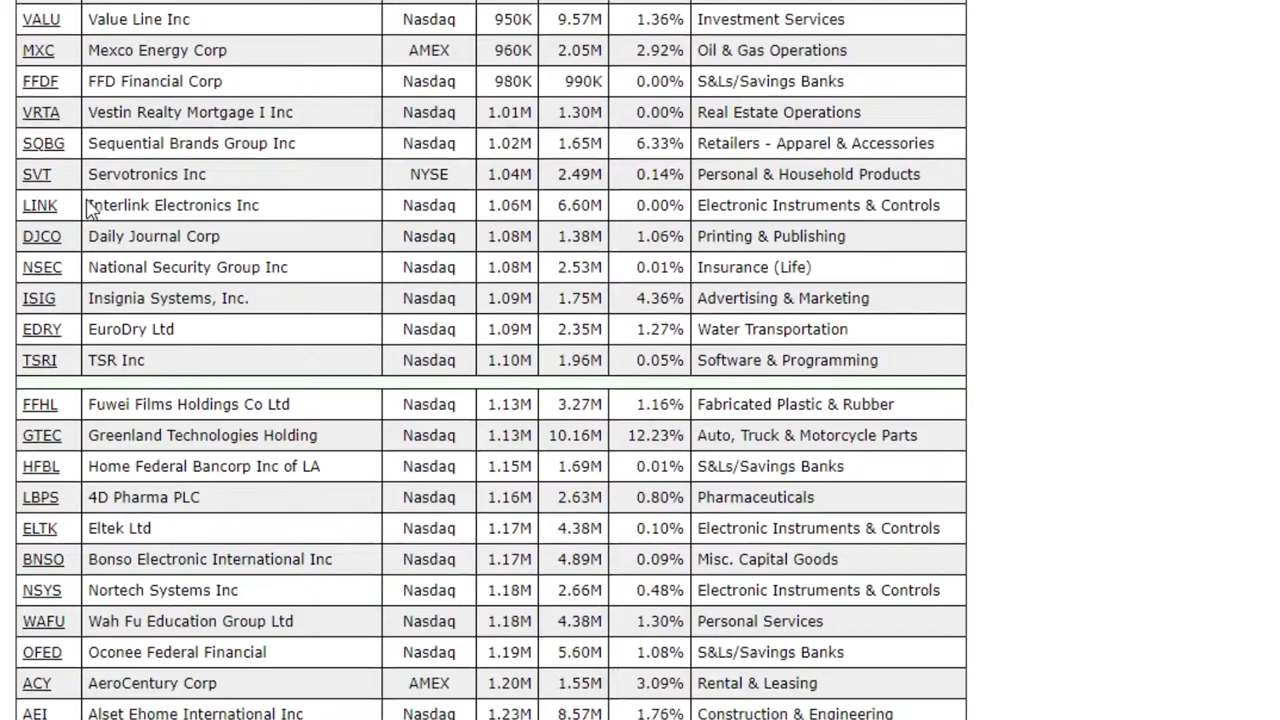 VALU Value Line Inc Nasdaq 950K 9.57M 1.36% Investment Services
MXC Mexco Energy Corp AMEX 960K 2.05M 2.92% Oil & Gas Operations
FFDF FFD Financial Corp Nasdaq 980K 990K 0.00% S&Ls/Savings Banks
VRTA Vestin Realty Mortgage I Inc Nasdaq 1.01M 1.30M 0.00% Real Estate Operations
SQBG Sequential Brands Group Inc Nasdaq 1.02M 1.65M 6.33% Retailers - Apparel & Accessories
SVT Servotronics Inc NYSE 1.04M 2.49M 0.14% Personal & Household Products
LINK Interlink Electronics Inc Nasdaq 1.06M 6.60M 0.00% Electronic Instruments & Controls
DJCO Daily Journal Corp Nasdaq 1.08M 1.38M 1.06% Printing & Publishing
NSEC National Security Group Inc Nasdaq 1.08M 2.53M 0.01% Insurance (Life)
ISIG Insignia Systems, Inc. Nasdaq 1.09M 1.75M 4.36% Advertising & Marketing
EDRY EuroDry Ltd Nasdaq 1.09M 2.35M 1.27% Water Transportation
TSRI TSR Inc Nasdaq 1.10M 1.96M 0.05% Software & Programming
FFHL Fuwei Films Holdings Co Ltd Nasdaq 1.13M 3.27M 1.16% Fabricated Plastic & Rubber
GTEC Greenland Technologies Holding Nasdaq 1.13M 10.16M 12.23% Auto, Truck & Motorcycle Parts
HFBL Home Federal Bancorp Inc of LA Nasdaq 1.15M 1.69M 0.01% S&Ls/Savings Banks
LBPS 4D Pharma PLC Nasdaq 1.16M 2.63M 0.80% Pharmaceuticals
ELTK Eltek Ltd Nasdaq 1.17M 4.38M 0.10% Electronic Instruments & Controls
BNSO Bonso Electronic International Inc Nasdaq 1.17M 4.89M 0.09% Misc. Capital Goods
NSYS Nortech Systems Inc Nasdaq 1.18M 2.66M 0.48% Electronic Instruments & Controls
WAFU Wah Fu Education Group Ltd Nasdaq 1.18M 4.38M 1.30% Personal Services
OFED Oconee Federal Financial Nasdaq 1.19M 5.60M 1.08% S&Ls/Savings Banks
ACY AeroCentury Corp AMEX 1.20M 1.55M 3.09% Rental & Leasing
AEI Alset Ehome International Inc Nasdaq 1.23M 8.57M 1.76% Construction & Engineering